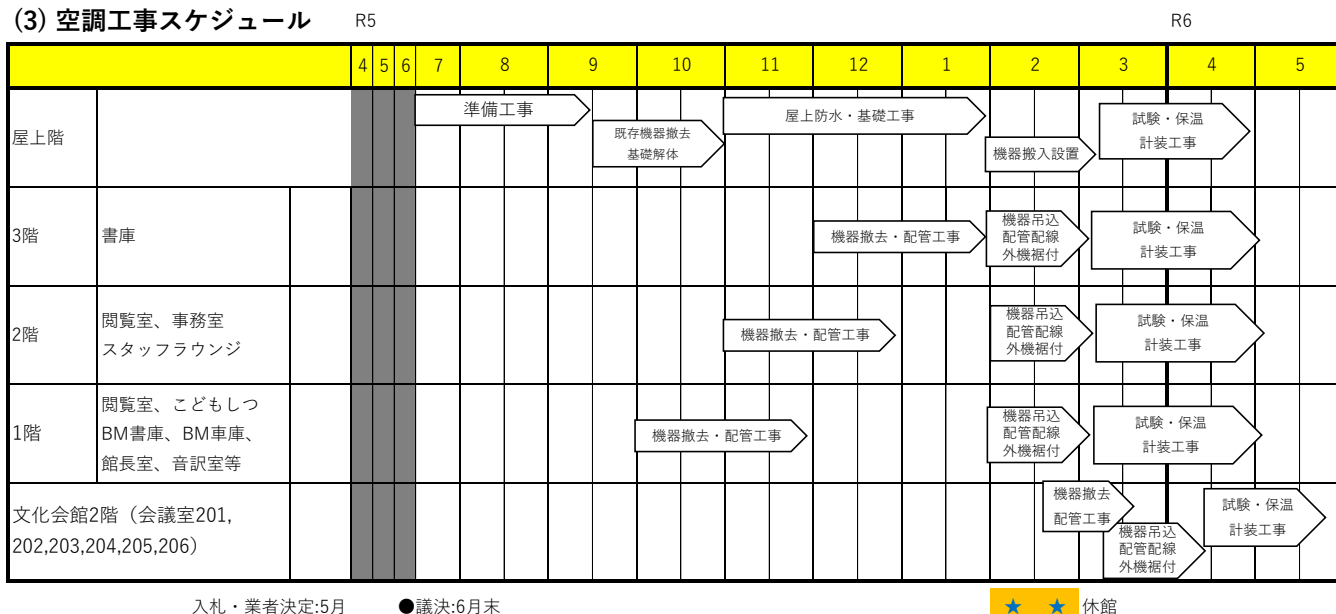 (3) 空調工事スケジュール
R5
R6
4 5 6 7 8 9 10 11 12 1 2 3 4 5
屋上階
準備工事
既存機器撤去
基礎解体
屋上防水・基礎工事
機器搬入設置
試験・保温
計装工事
3階
書庫
機器撤去・配管工事
機器吊込
配管配線
外機裾付
試験・保温
計装工事
2階
閲覧室、事務室
スタッフラウンジ
機器撤去・配管工事
機器吊込
配管配線
外機裾付
試験・保温
計装工事
1階
閲覧室、こどもしつ
BM書庫、BM車庫、
館長室、音訳室等
機器撤去・配管工事
機器吊込
配管配線
外機裾付
試験・保温
計装工事
文化会館2階（会議室201,
202,203,204,205,206）
機器撤去
配管工事
機器吊込
配管配線
外機裾付
試験・保温
計装工事
入札・業者決定:5月
●議決:6月末
★ ★ 休館